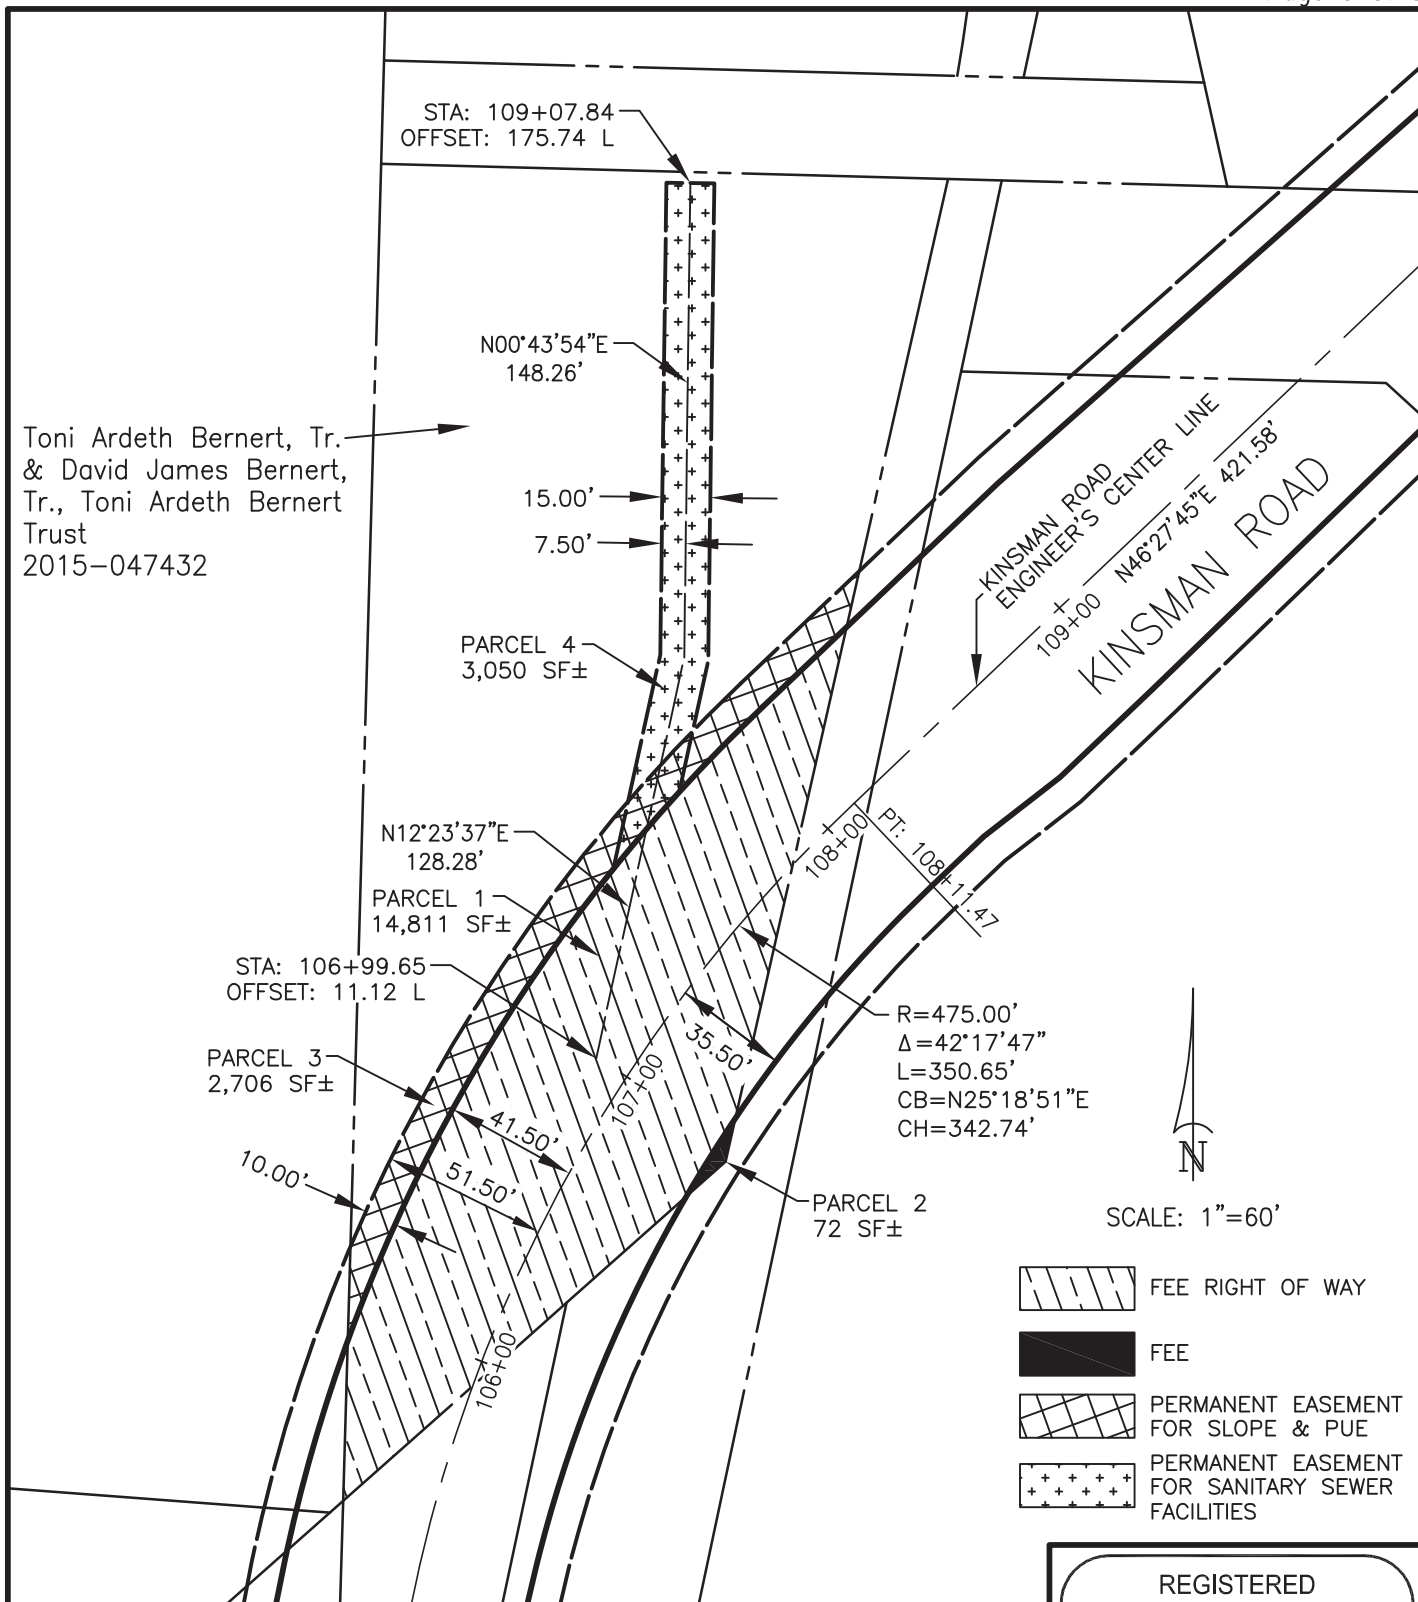 STA: 109+07.84
OFFSET: 175.74 L
N00°43'54"E
148.26'
Toni Ardeth Bernert, Tr.
& David James Bernert,
Tr., Toni Ardeth Bernert
Trust
2015-047432
15.00'
7.50'
KINSMAN ROAD
ENGINEER'S CENTER LINE
N46°27'45"E 421.58'
109+00
KINSMAN ROAD
PARCEL 4
3,050 SF±
N12°23'37"E
128.28'
108+00
PT: 108+11.47
PARCEL 1
14,811 SF±
STA: 106+99.65
OFFSET: 11.12 L
R=475.00'
Δ=42°17'47"
L=350.65'
CB=N25°18'51"E
CH=342.74'
35.50'
107+00
PARCEL 3
2,706 SF±
41.50'
51.50'
10.00'
PARCEL 2
72 SF±
N
SCALE: 1"=60'
106+00
FEE RIGHT OF WAY
FEE
PERMANENT EASEMENT
FOR SLOPE & PUE
PERMANENT EASEMENT
FOR SANITARY SEWER
FACILITIES
REGISTERED